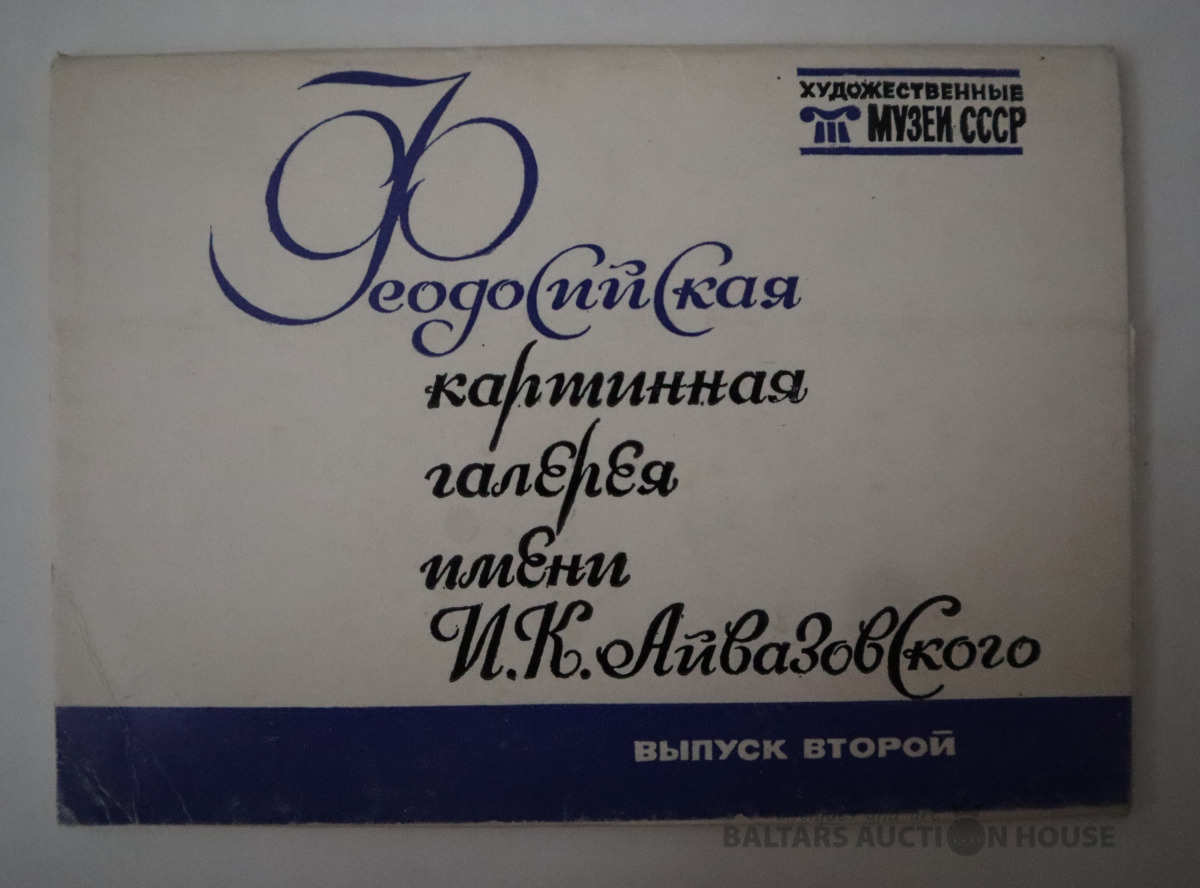 ХУДОЖЕСТВЕННЫЕ
МУЗЕИ СССР
Феодосийская
картинная
галерея
имени
И.К.Айвазовского
ВЫПУСК ВТОРОЙ
BALTARS AUCTION HOUSE